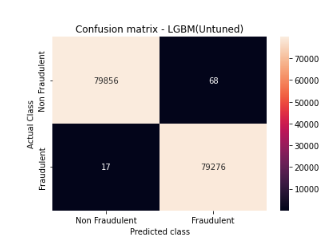 Confusion matrix - LGBM(Untuned)
Actual Class
Non Fraudulent
Fraudulent
79856
68
17
79276
Non Fraudulent
Fraudulent
Predicted class
70000
60000
50000
40000
30000
20000
10000